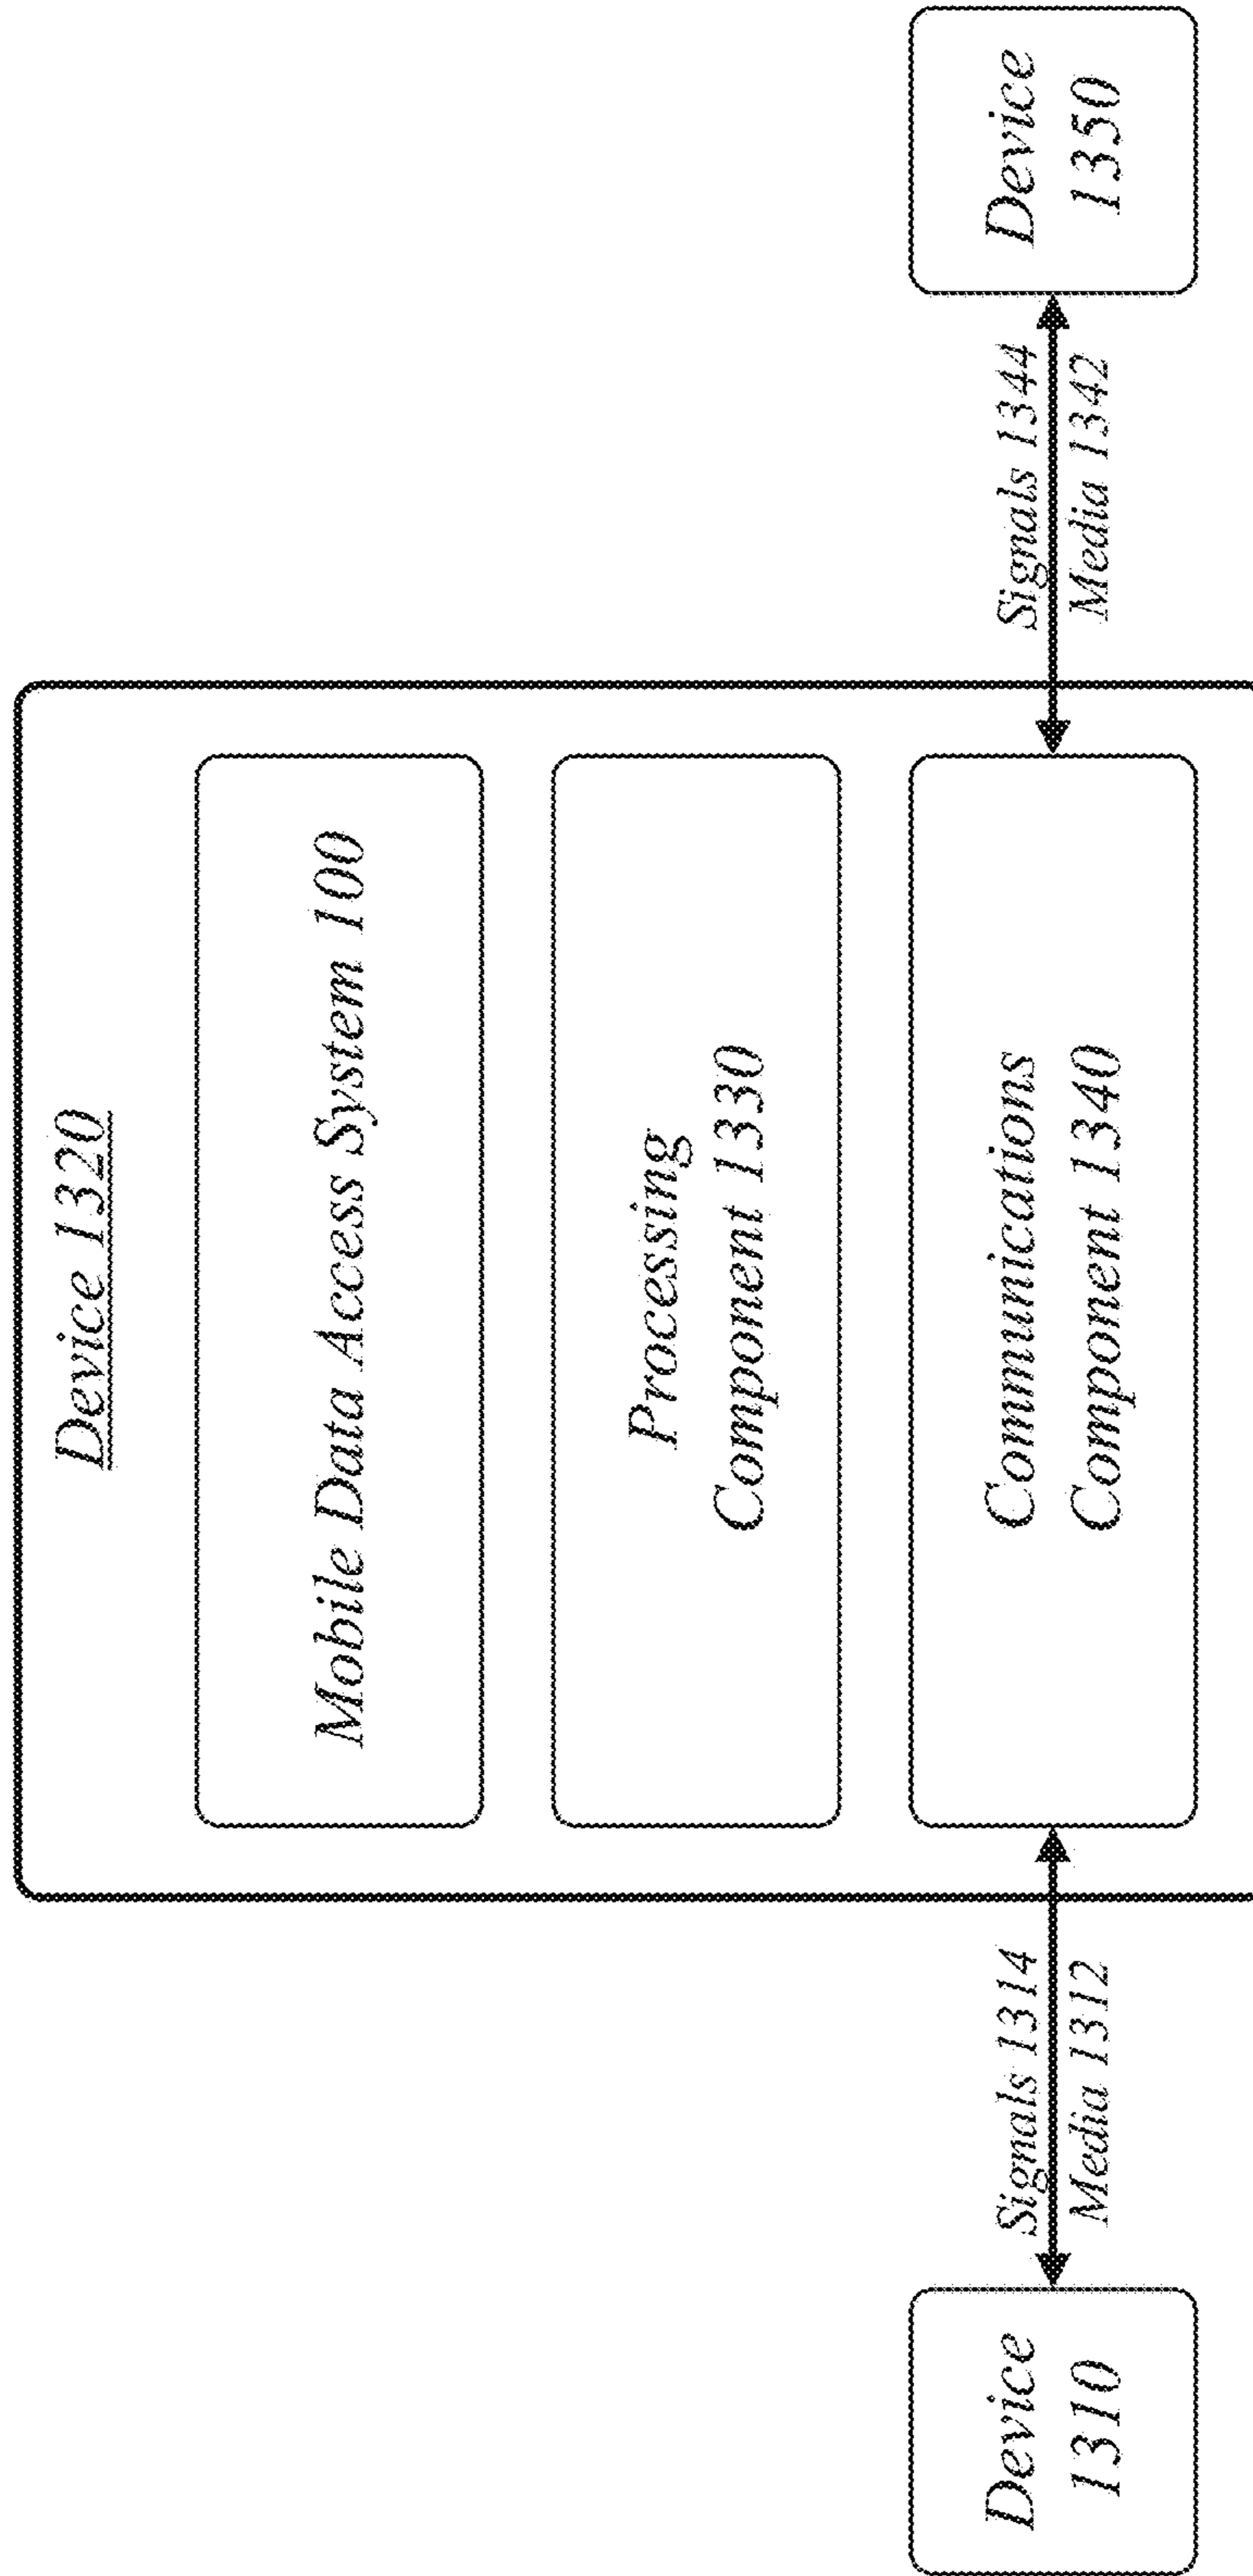 Device 1320
Mobile Data Access System 100
Processing
Component 1330
Communications
Component 1340
Device
1310
Signals 1314
Media 1312
Signals 1344
Media 1342
Device
1350